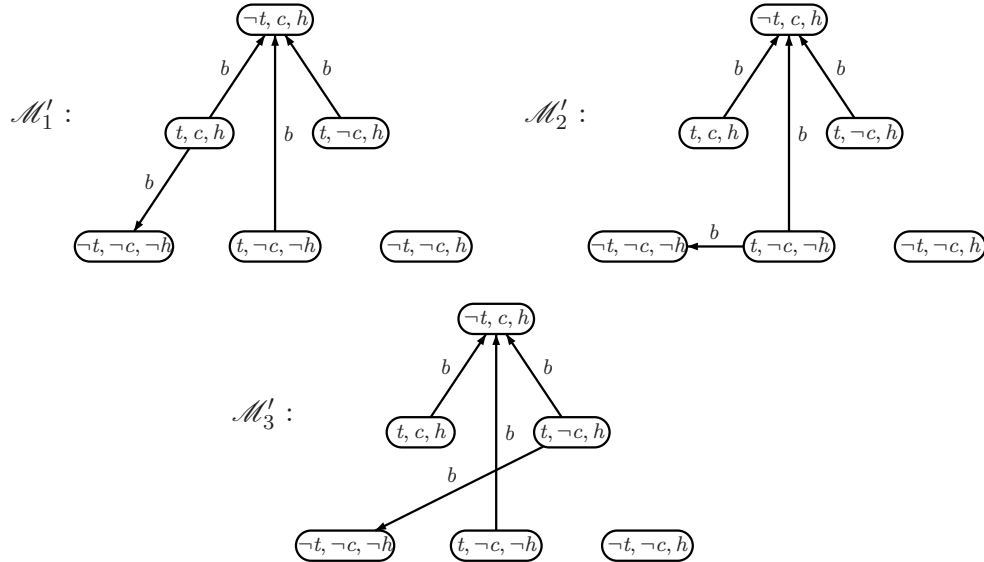 ¬t, c, h ¬t, c, h
b b b b
ℳ′₁ : t, c, h t, ¬c, h ℳ′₂ : t, c, h t, ¬c, h
b b
b b
¬t, ¬c, ¬h t, ¬c, ¬h ¬t, ¬c, h ¬t, ¬c, ¬h t, ¬c, ¬h ¬t, ¬c, h
¬t, c, h
b b
ℳ′₃ : t, c, h t, ¬c, h
b
b
¬t, ¬c, ¬h t, ¬c, ¬h ¬t, ¬c, h